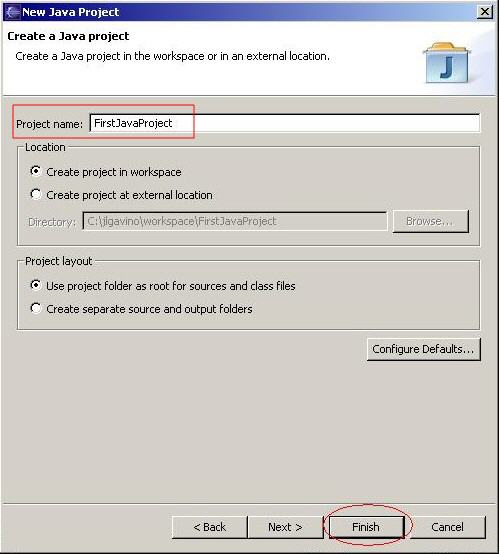 New Java Project
Create a Java project
Create a Java project in the workspace or in an external location.
J
Project name: FirstJavaProject
Location
Create project in workspace
Create project at external location
Directory: C:\jlgavino\workspace\FirstJavaProject Browse...
Project layout
Use project folder as root for sources and class files
Create separate source and output folders
Configure Defaults...
< Back Next > Finish Cancel